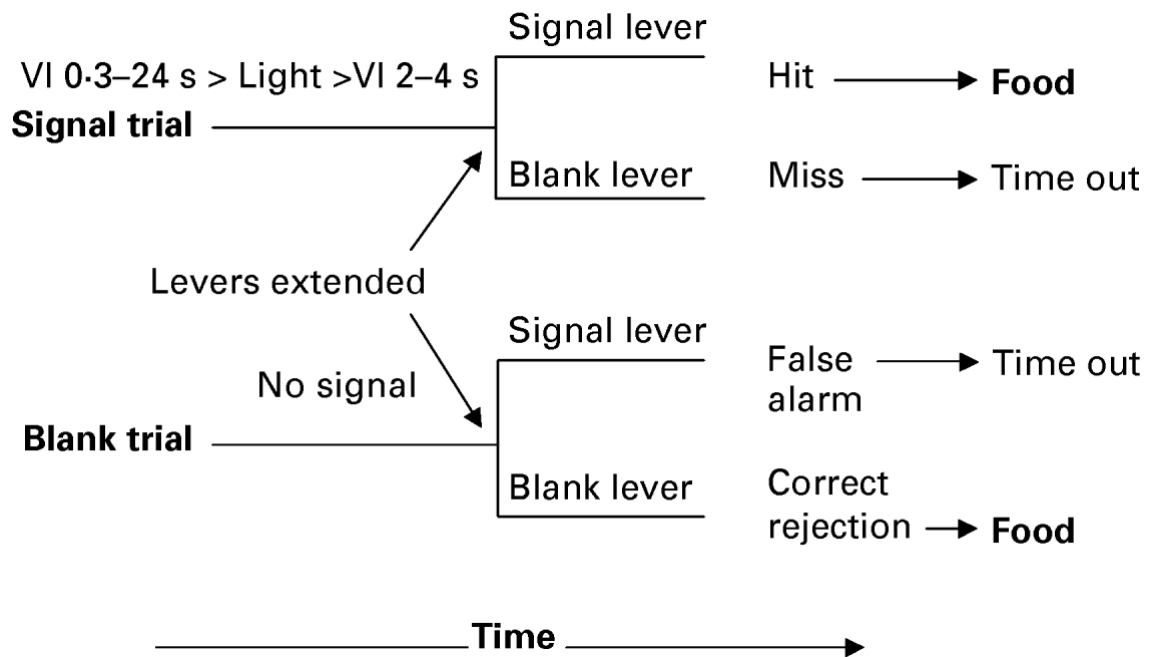 Signal lever
VI 0·3–24 s > Light >VI 2–4 s
Hit
Food
Signal trial
Blank lever
Miss
Time out
Levers extended
Signal lever
No signal
False
alarm
Time out
Blank trial
Blank lever
Correct
rejection
Food
Time